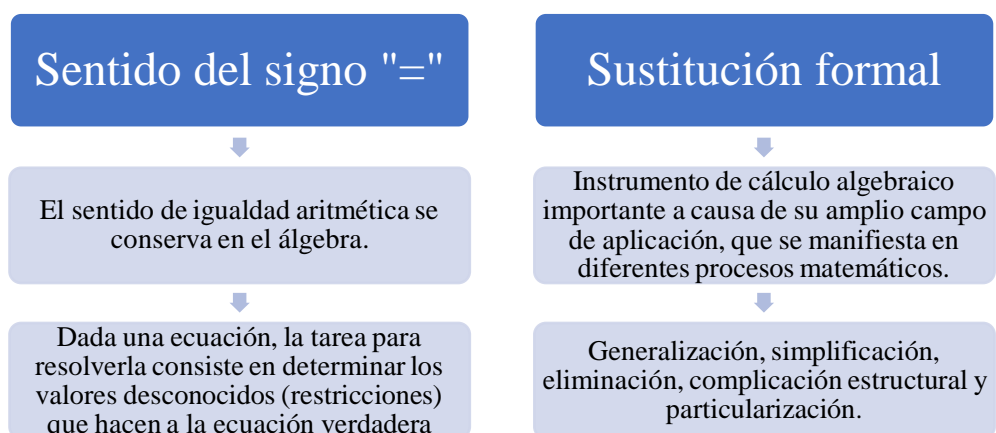 Sentido del signo "="
El sentido de igualdad aritmética se
conserva en el álgebra.
Dada una ecuación, la tarea para
resolverla consiste en determinar los
valores desconocidos (restricciones)
que hacen a la ecuación verdadera
Sustitución formal
Instrumento de cálculo algebraico
importante a causa de su amplio campo
de aplicación, que se manifiesta en
diferentes procesos matemáticos.
Generalización, simplificación,
eliminación, complicación estructural y
particularización.